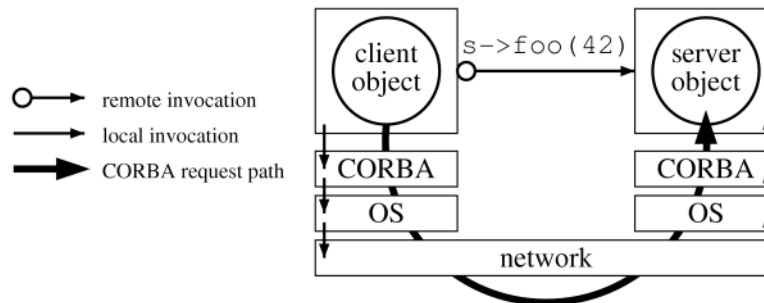 client
object
s->foo(42)
server
object
remote invocation
local invocation
CORBA request path
CORBA
CORBA
OS
OS
network